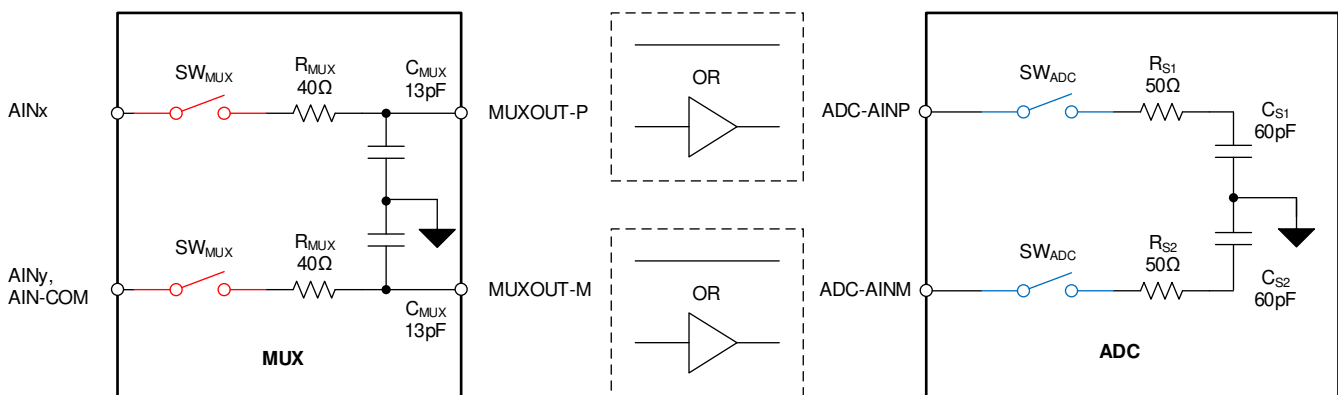 AINx
SWMUX
RMUX
40Ω
CMUX
13pF
MUXOUT-P
OR
ADC-AINP
SWADC
RS1
50Ω
CS1
60pF
AINy,
AIN-COM
SWMUX
RMUX
40Ω
CMUX
13pF
MUXOUT-M
OR
ADC-AINM
SWADC
RS2
50Ω
CS2
60pF
MUX
ADC